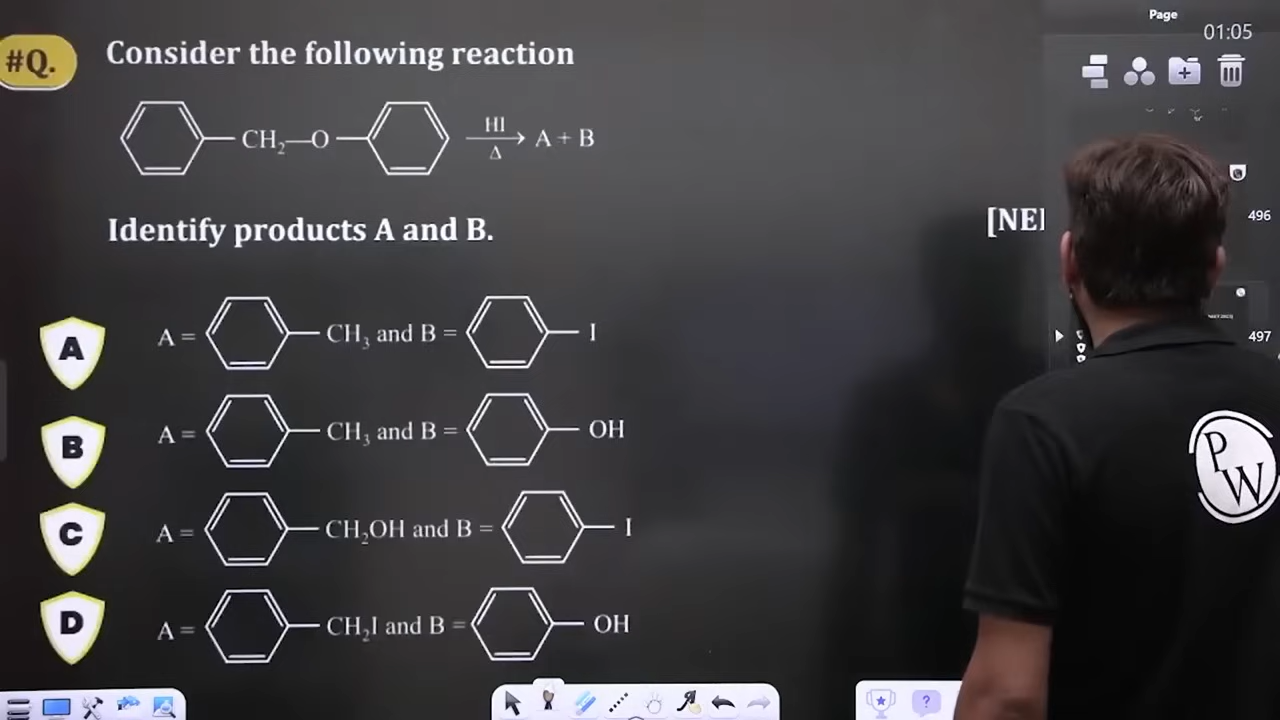 Page
01:05
#Q. Consider the following reaction
CH₂—O HI Δ → A + B
Identify products A and B.
[NE
496
A A = CH₃ and B = I
497
B A = CH₃ and B = OH
C A = CH₂OH and B = I
D A = CH₂I and B = OH
PW